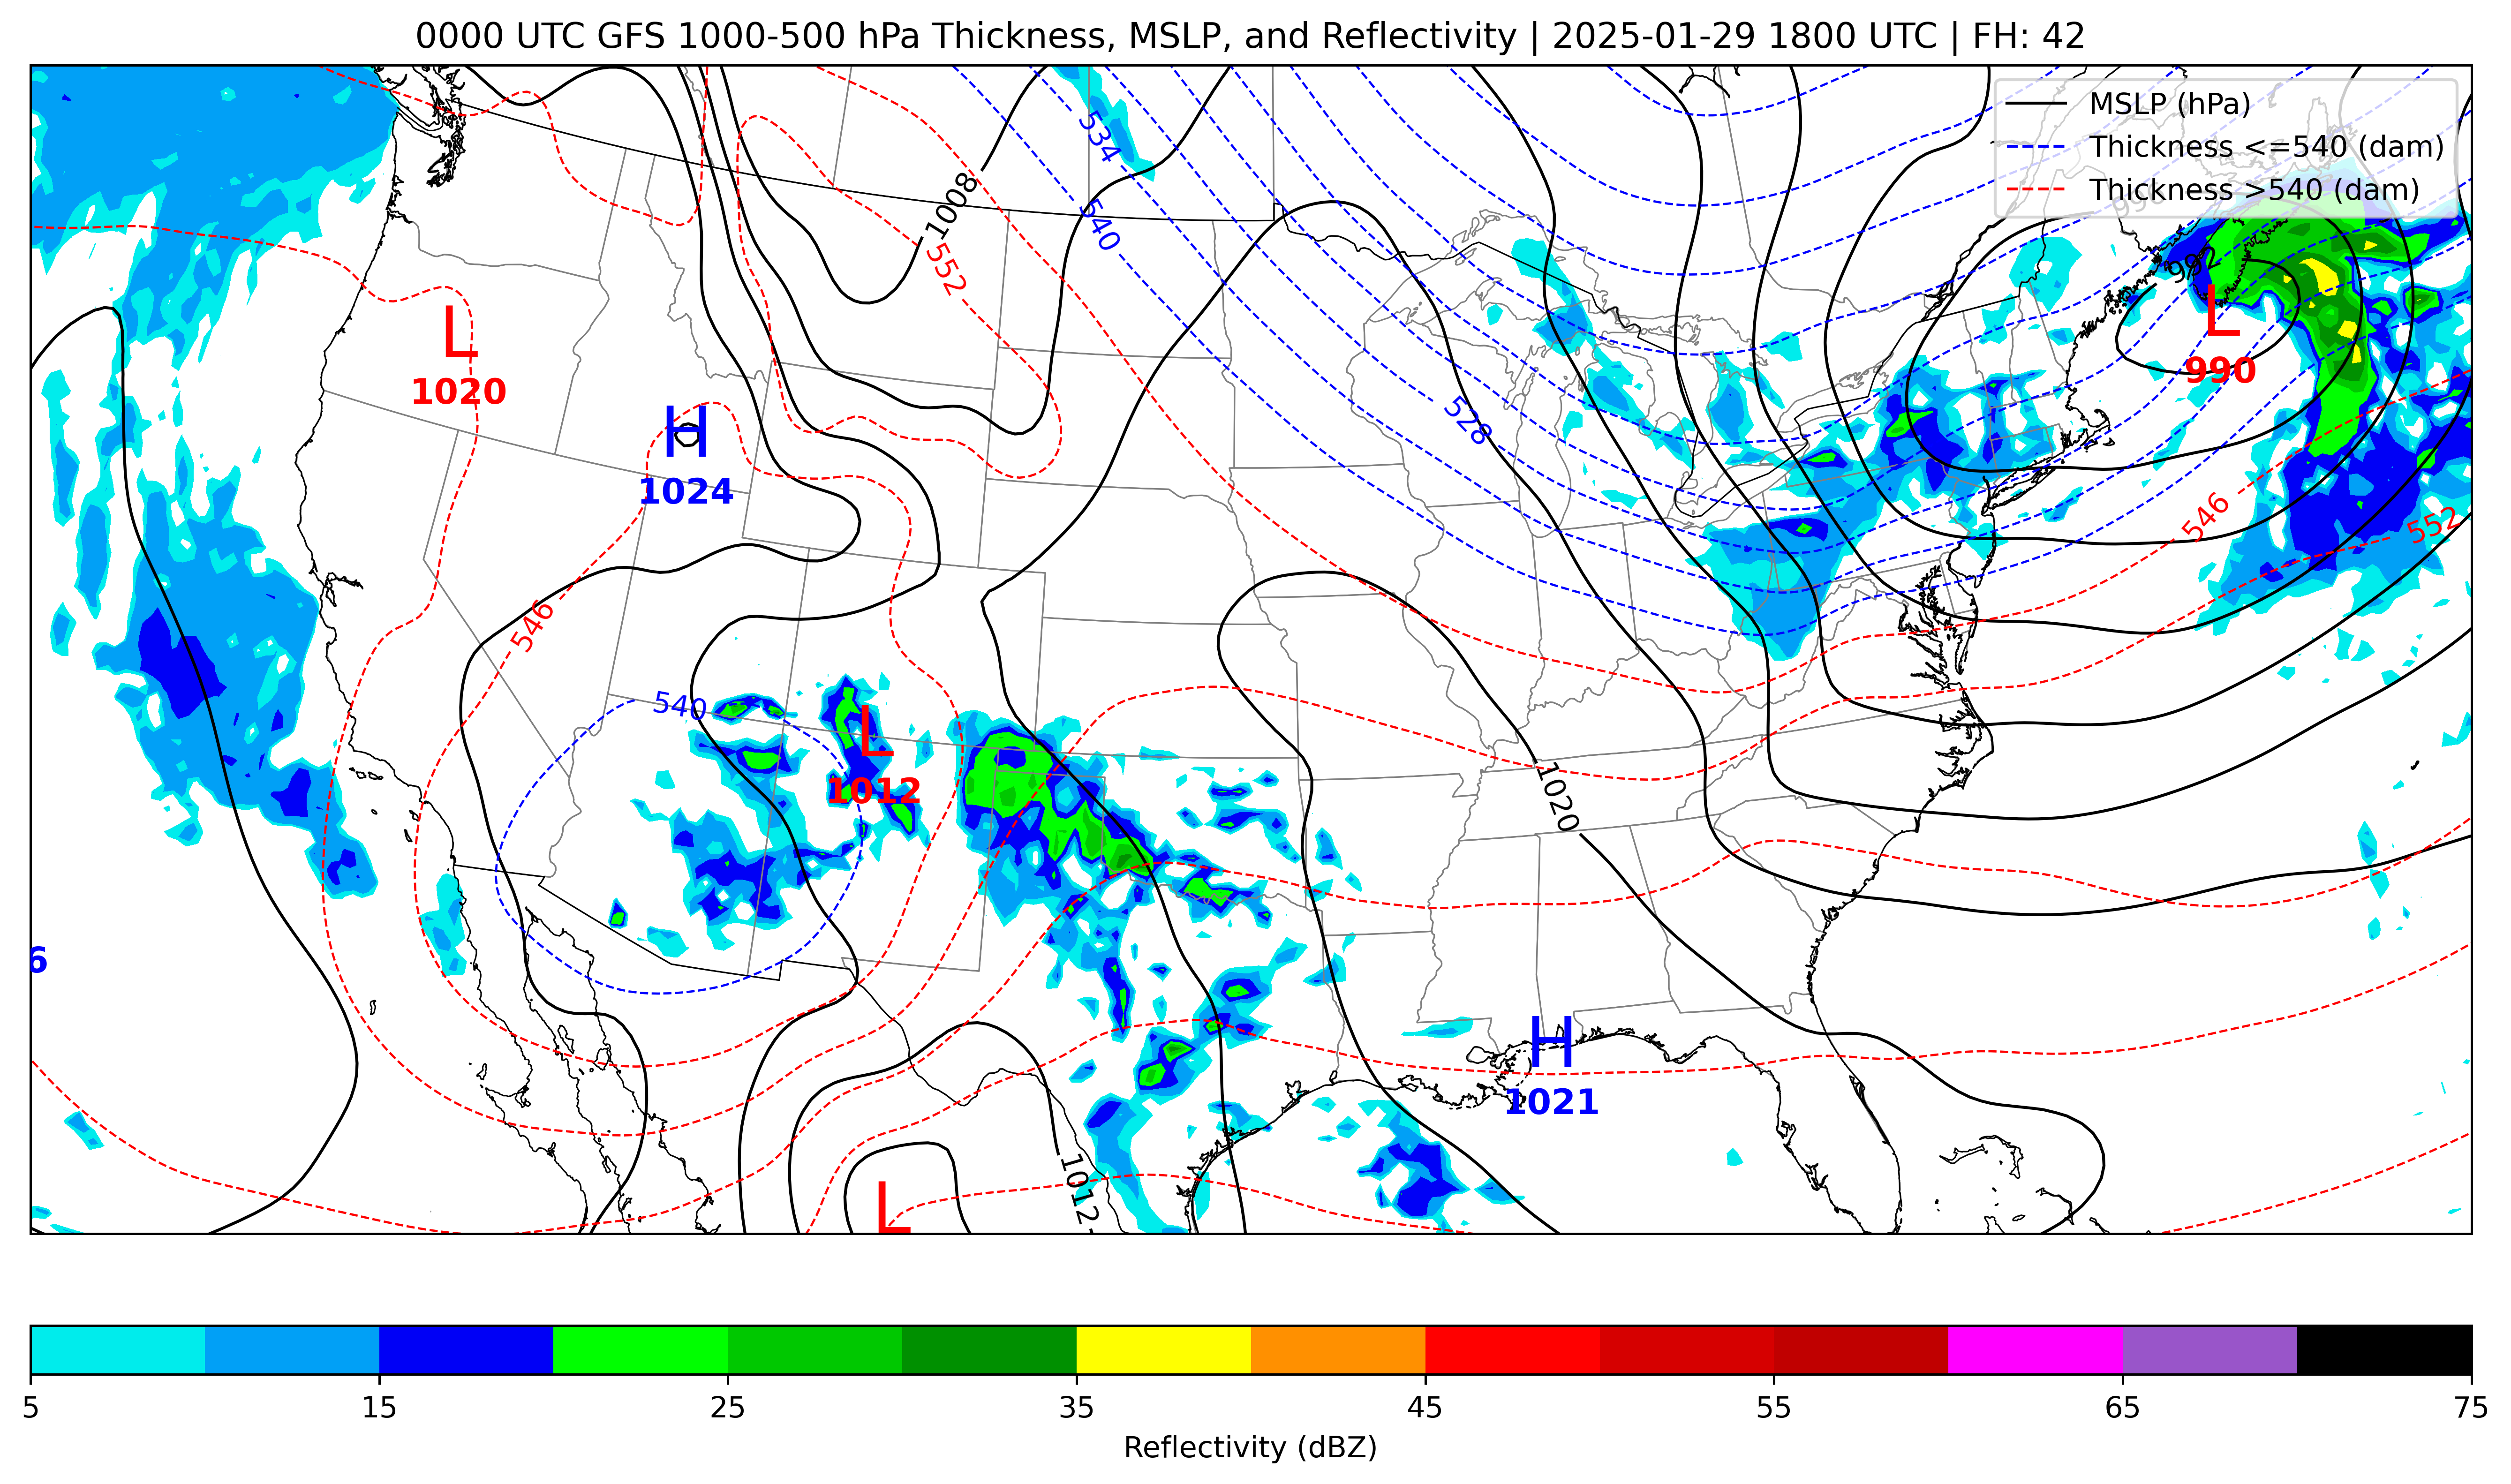 0000 UTC GFS 1000-500 hPa Thickness, MSLP, and Reflectivity | 2025-01-29 1800 UTC | FH: 42
MSLP (hPa)
Thickness <=540 (dam)
Thickness >540 (dam)
534
1008
540
552
992
L
1020
L
990
H
1024
528
546
552
546
540
L
1012
1020
6
H
1021
1012
L
5
15
25
35
45
55
65
75
Reflectivity (dBZ)